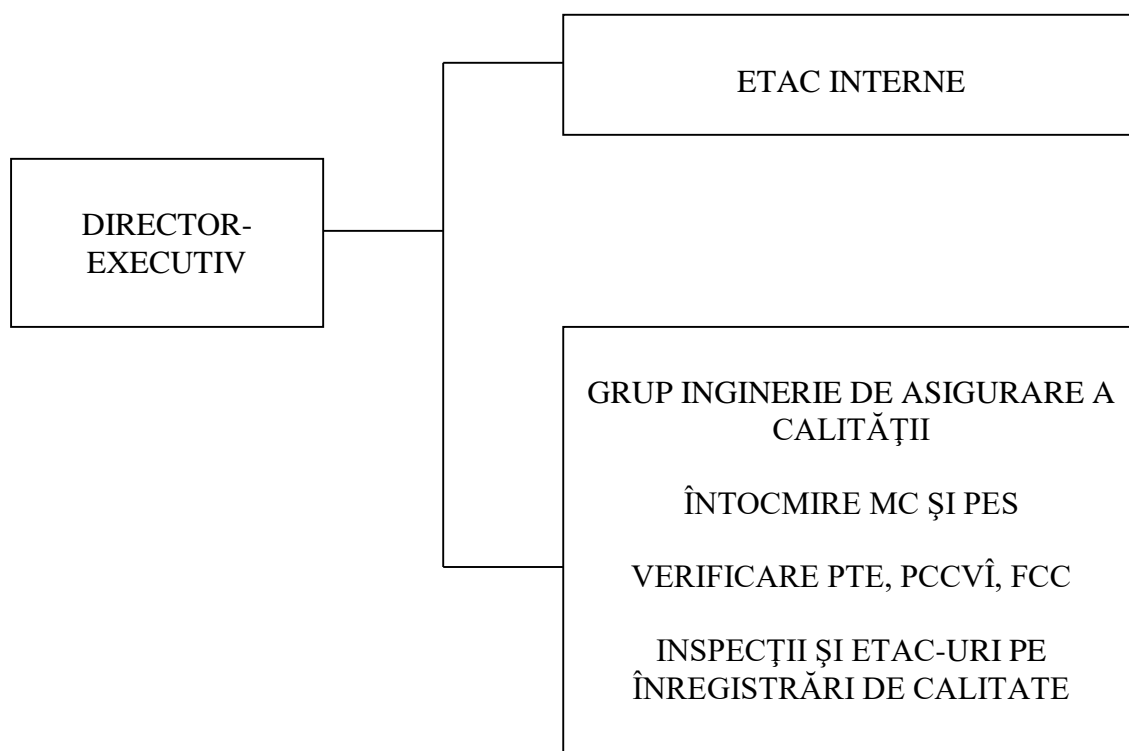 ETAC INTERNE
DIRECTOR-
EXECUTIV
GRUP INGINERIE DE ASIGURARE A
CALITĂŢII
ÎNTOCMIRE MC ŞI PES
VERIFICARE PTE, PCCVÎ, FCC
INSPECŢII ŞI ETAC-URI PE
ÎNREGISTRĂRI DE CALITATE